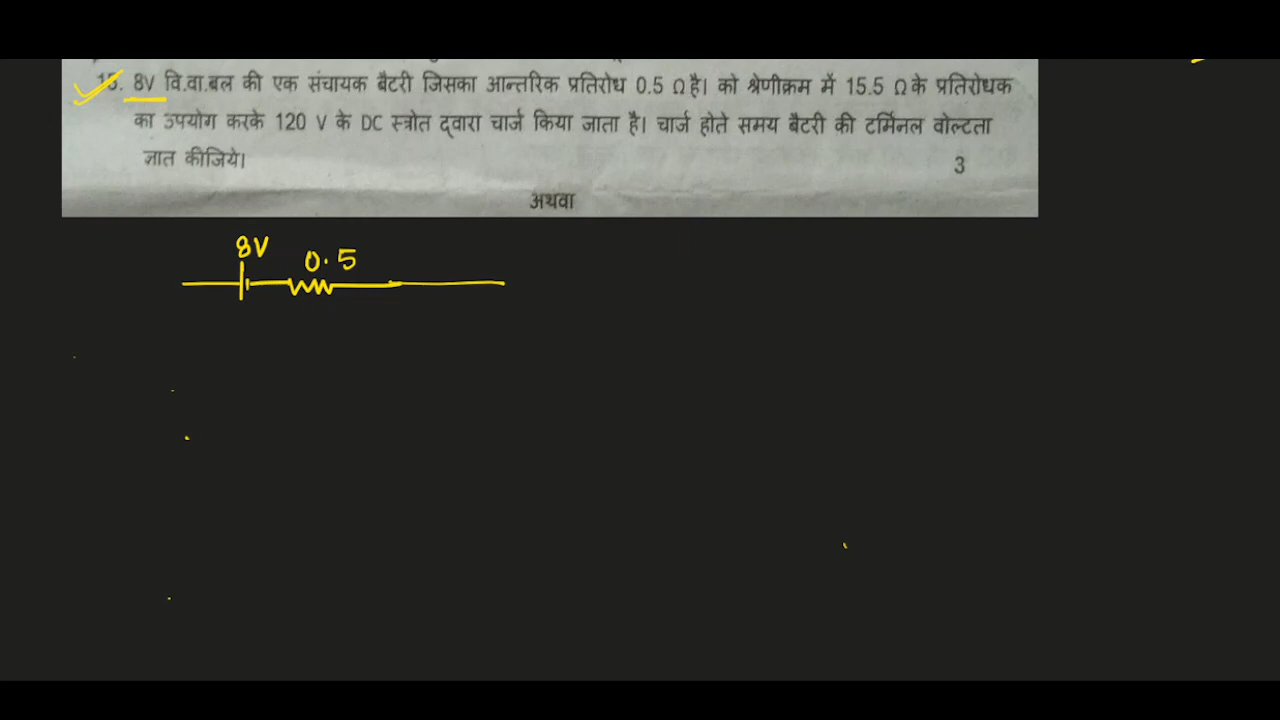 15. 8V वि.वा.बल की एक संचायक बैटरी जिसका आन्तरिक प्रतिरोध 0.5 Ω है। को श्रेणीक्रम में 15.5 Ω के प्रतिरोधक
का उपयोग करके 120 V के DC स्त्रोत द्वारा चार्ज किया जाता है। चार्ज होते समय बैटरी की टर्मिनल वोल्टता
ज्ञात कीजिये।
3
अथवा
8V
0.5